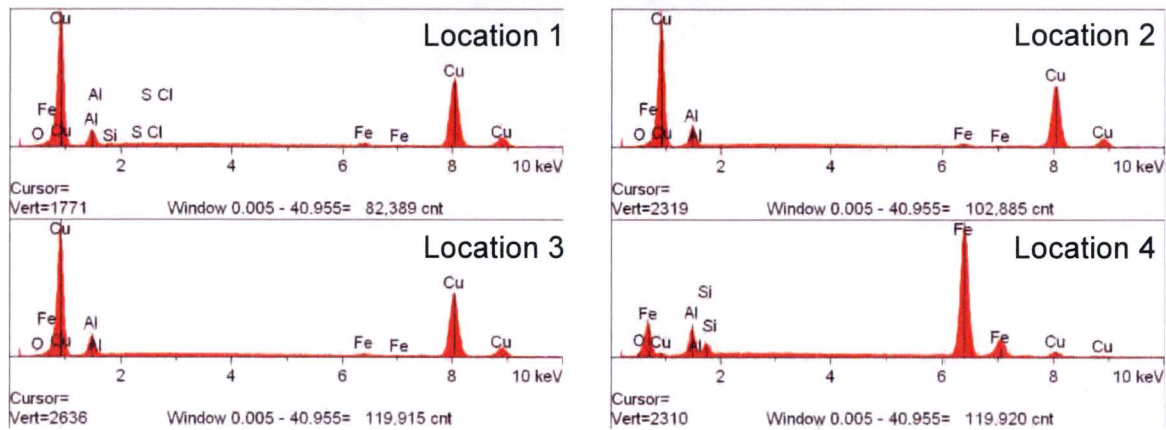 Cu
Location 1
Cu
Al
S Cl
Fe
Al
O
Cu
Si
S Cl
Fe
Fe
Cu
2
4
6
8
10 keV
Cursor=
Vert=1771
Window 0.005 - 40.955= 82,389 cnt
Cu
Location 2
Cu
Fe
Al
O
Cu
Al
Fe
Fe
Cu
2
4
6
8
10 keV
Cursor=
Vert=2319
Window 0.005 - 40.955= 102,885 cnt
Cu
Location 3
Cu
Fe
Al
O
Cu
Al
Fe
Fe
Cu
2
4
6
8
10 keV
Cursor=
Vert=2636
Window 0.005 - 40.955= 119,915 cnt
Fe
Location 4
Si
Fe
Al
Si
O
Cu
Al
Fe
Cu
Cu
2
4
6
8
10 keV
Cursor=
Vert=2310
Window 0.005 - 40.955= 119,920 cnt